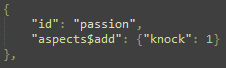 {
"id": "passion",
"aspects$add": {"knock": 1}
},